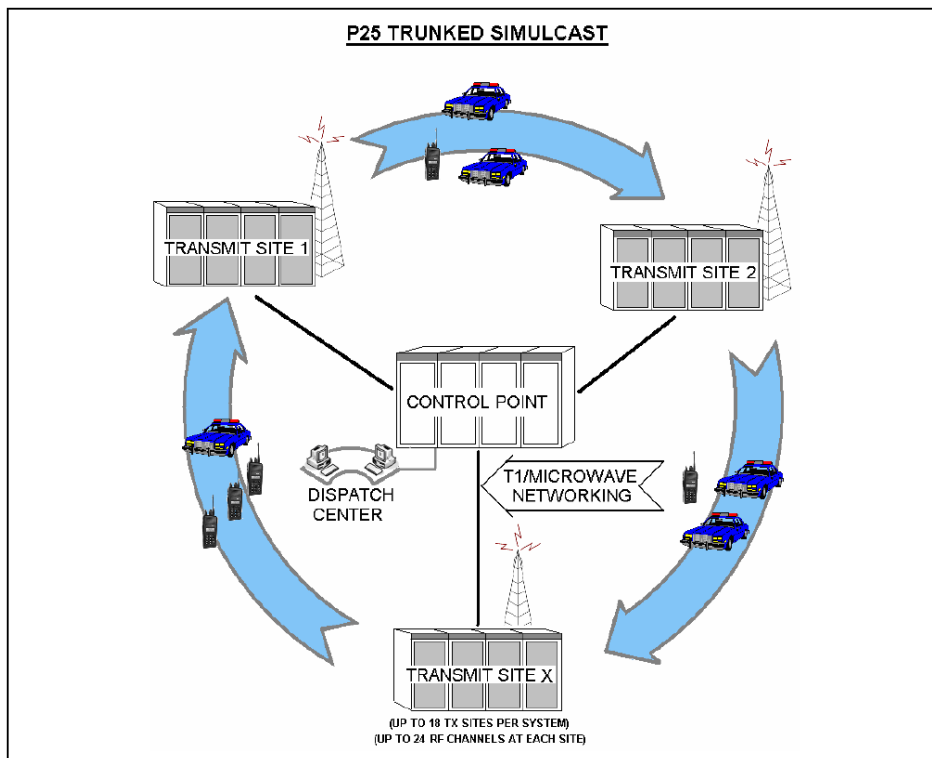 P25 TRUNKED SIMULCAST
TRANSMIT SITE 1
TRANSMIT SITE 2
CONTROL POINT
DISPATCH
CENTER
T1/MICROWAVE
NETWORKING
TRANSMIT SITE X
(UP TO 18 TX SITES PER SYSTEM)
(UP TO 24 RF CHANNELS AT EACH SITE)